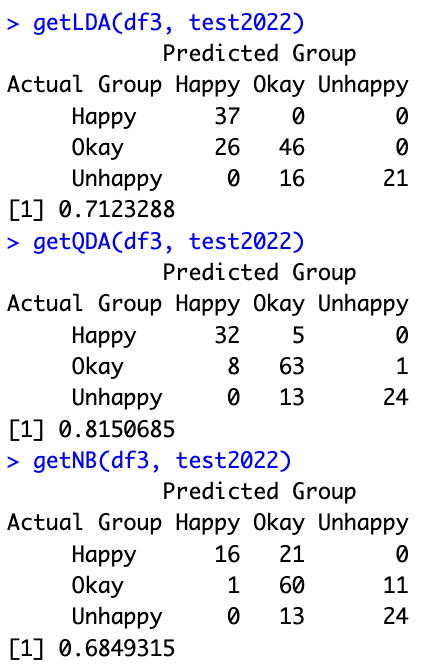 > getLDA(df3, test2022)
Predicted Group
Actual Group Happy Okay Unhappy
Happy 37 0 0
Okay 26 46 0
Unhappy 0 16 21
[1] 0.7123288
> getQDA(df3, test2022)
Predicted Group
Actual Group Happy Okay Unhappy
Happy 32 5 0
Okay 8 63 1
Unhappy 0 13 24
[1] 0.8150685
> getNB(df3, test2022)
Predicted Group
Actual Group Happy Okay Unhappy
Happy 16 21 0
Okay 1 60 11
Unhappy 0 13 24
[1] 0.6849315